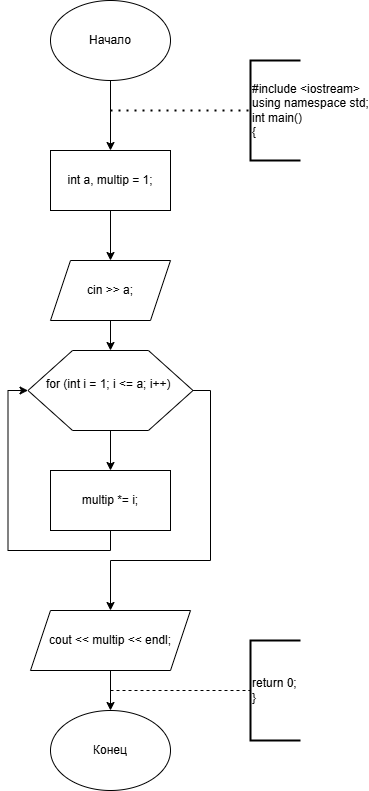 Начало
#include <iostream>
using namespace std;
int main()
{
int a, multip = 1;
cin >> a;
for (int i = 1; i <= a; i++)
multip *= i;
cout << multip << endl;
return 0;
}
Конец